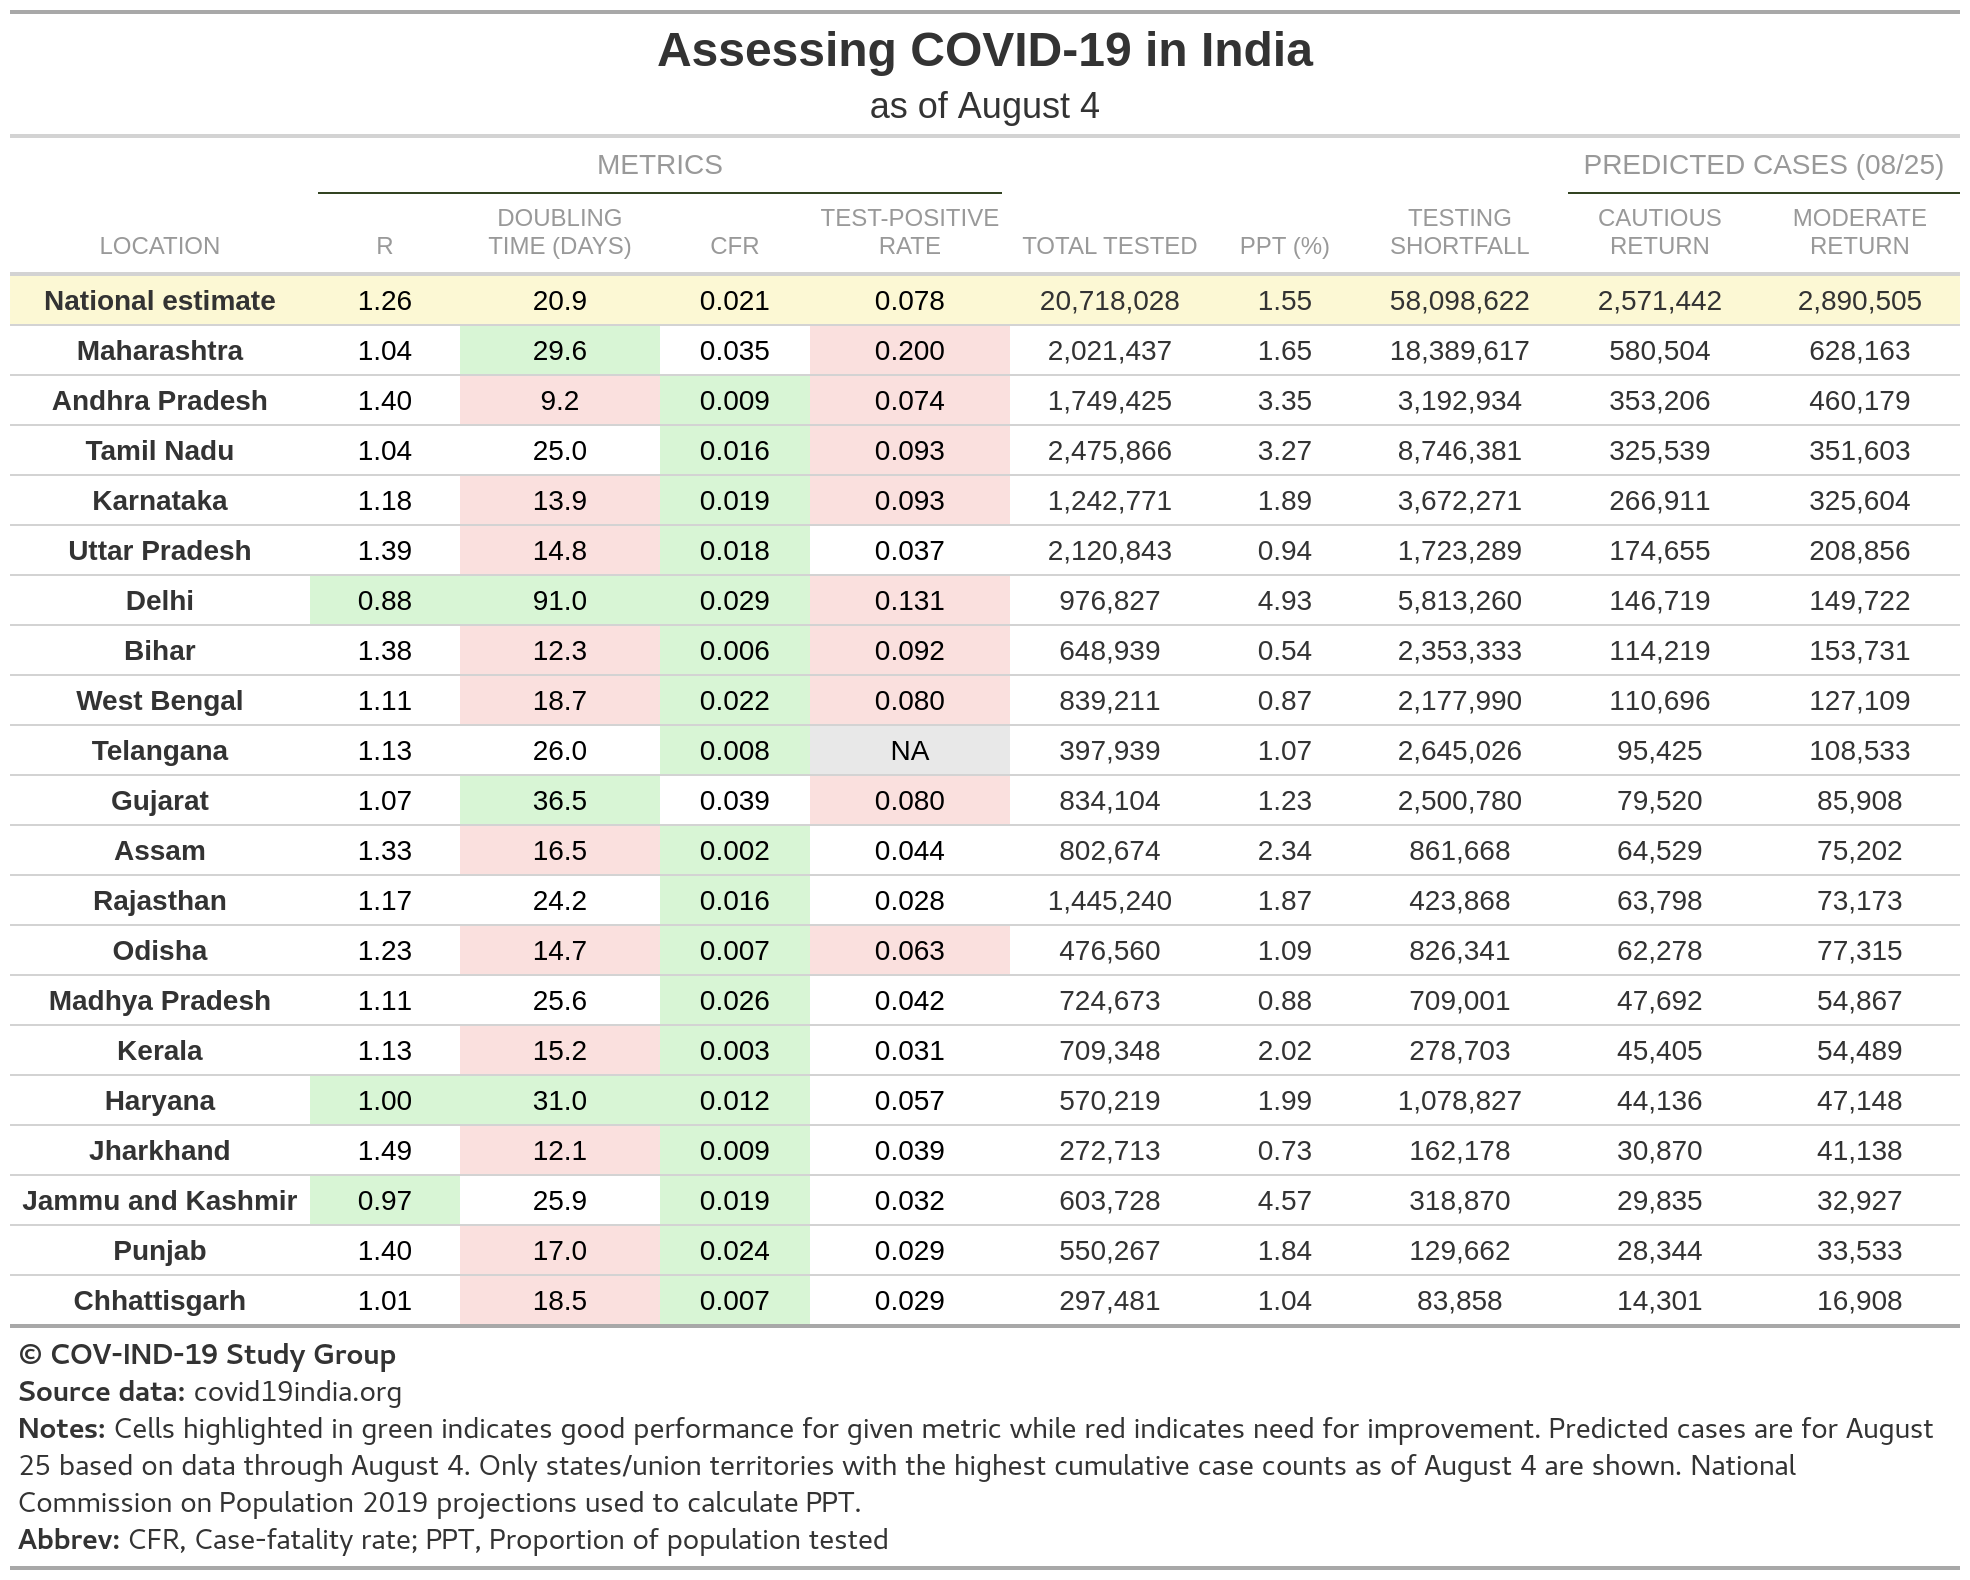 Assessing COVID-19 in India
as of August 4
METRICS PREDICTED CASES (08/25)
LOCATION R DOUBLING TIME (DAYS) CFR TEST-POSITIVE RATE TOTAL TESTED PPT (%) TESTING SHORTFALL CAUTIOUS RETURN MODERATE RETURN
National estimate 1.26 20.9 0.021 0.078 20,718,028 1.55 58,098,622 2,571,442 2,890,505
Maharashtra 1.04 29.6 0.035 0.200 2,021,437 1.65 18,389,617 580,504 628,163
Andhra Pradesh 1.40 9.2 0.009 0.074 1,749,425 3.35 3,192,934 353,206 460,179
Tamil Nadu 1.04 25.0 0.016 0.093 2,475,866 3.27 8,746,381 325,539 351,603
Karnataka 1.18 13.9 0.019 0.093 1,242,771 1.89 3,672,271 266,911 325,604
Uttar Pradesh 1.39 14.8 0.018 0.037 2,120,843 0.94 1,723,289 174,655 208,856
Delhi 0.88 91.0 0.029 0.131 976,827 4.93 5,813,260 146,719 149,722
Bihar 1.38 12.3 0.006 0.092 648,939 0.54 2,353,333 114,219 153,731
West Bengal 1.11 18.7 0.022 0.080 839,211 0.87 2,177,990 110,696 127,109
Telangana 1.13 26.0 0.008 NA 397,939 1.07 2,645,026 95,425 108,533
Gujarat 1.07 36.5 0.039 0.080 834,104 1.23 2,500,780 79,520 85,908
Assam 1.33 16.5 0.002 0.044 802,674 2.34 861,668 64,529 75,202
Rajasthan 1.17 24.2 0.016 0.028 1,445,240 1.87 423,868 63,798 73,173
Odisha 1.23 14.7 0.007 0.063 476,560 1.09 826,341 62,278 77,315
Madhya Pradesh 1.11 25.6 0.026 0.042 724,673 0.88 709,001 47,692 54,867
Kerala 1.13 15.2 0.003 0.031 709,348 2.02 278,703 45,405 54,489
Haryana 1.00 31.0 0.012 0.057 570,219 1.99 1,078,827 44,136 47,148
Jharkhand 1.49 12.1 0.009 0.039 272,713 0.73 162,178 30,870 41,138
Jammu and Kashmir 0.97 25.9 0.019 0.032 603,728 4.57 318,870 29,835 32,927
Punjab 1.40 17.0 0.024 0.029 550,267 1.84 129,662 28,344 33,533
Chhattisgarh 1.01 18.5 0.007 0.029 297,481 1.04 83,858 14,301 16,908
© COV-IND-19 Study Group
Source data: covid19india.org
Notes: Cells highlighted in green indicates good performance for given metric while red indicates need for improvement. Predicted cases are for August
25 based on data through August 4. Only states/union territories with the highest cumulative case counts as of August 4 are shown. National
Commission on Population 2019 projections used to calculate PPT.
Abbrev: CFR, Case-fatality rate; PPT, Proportion of population tested